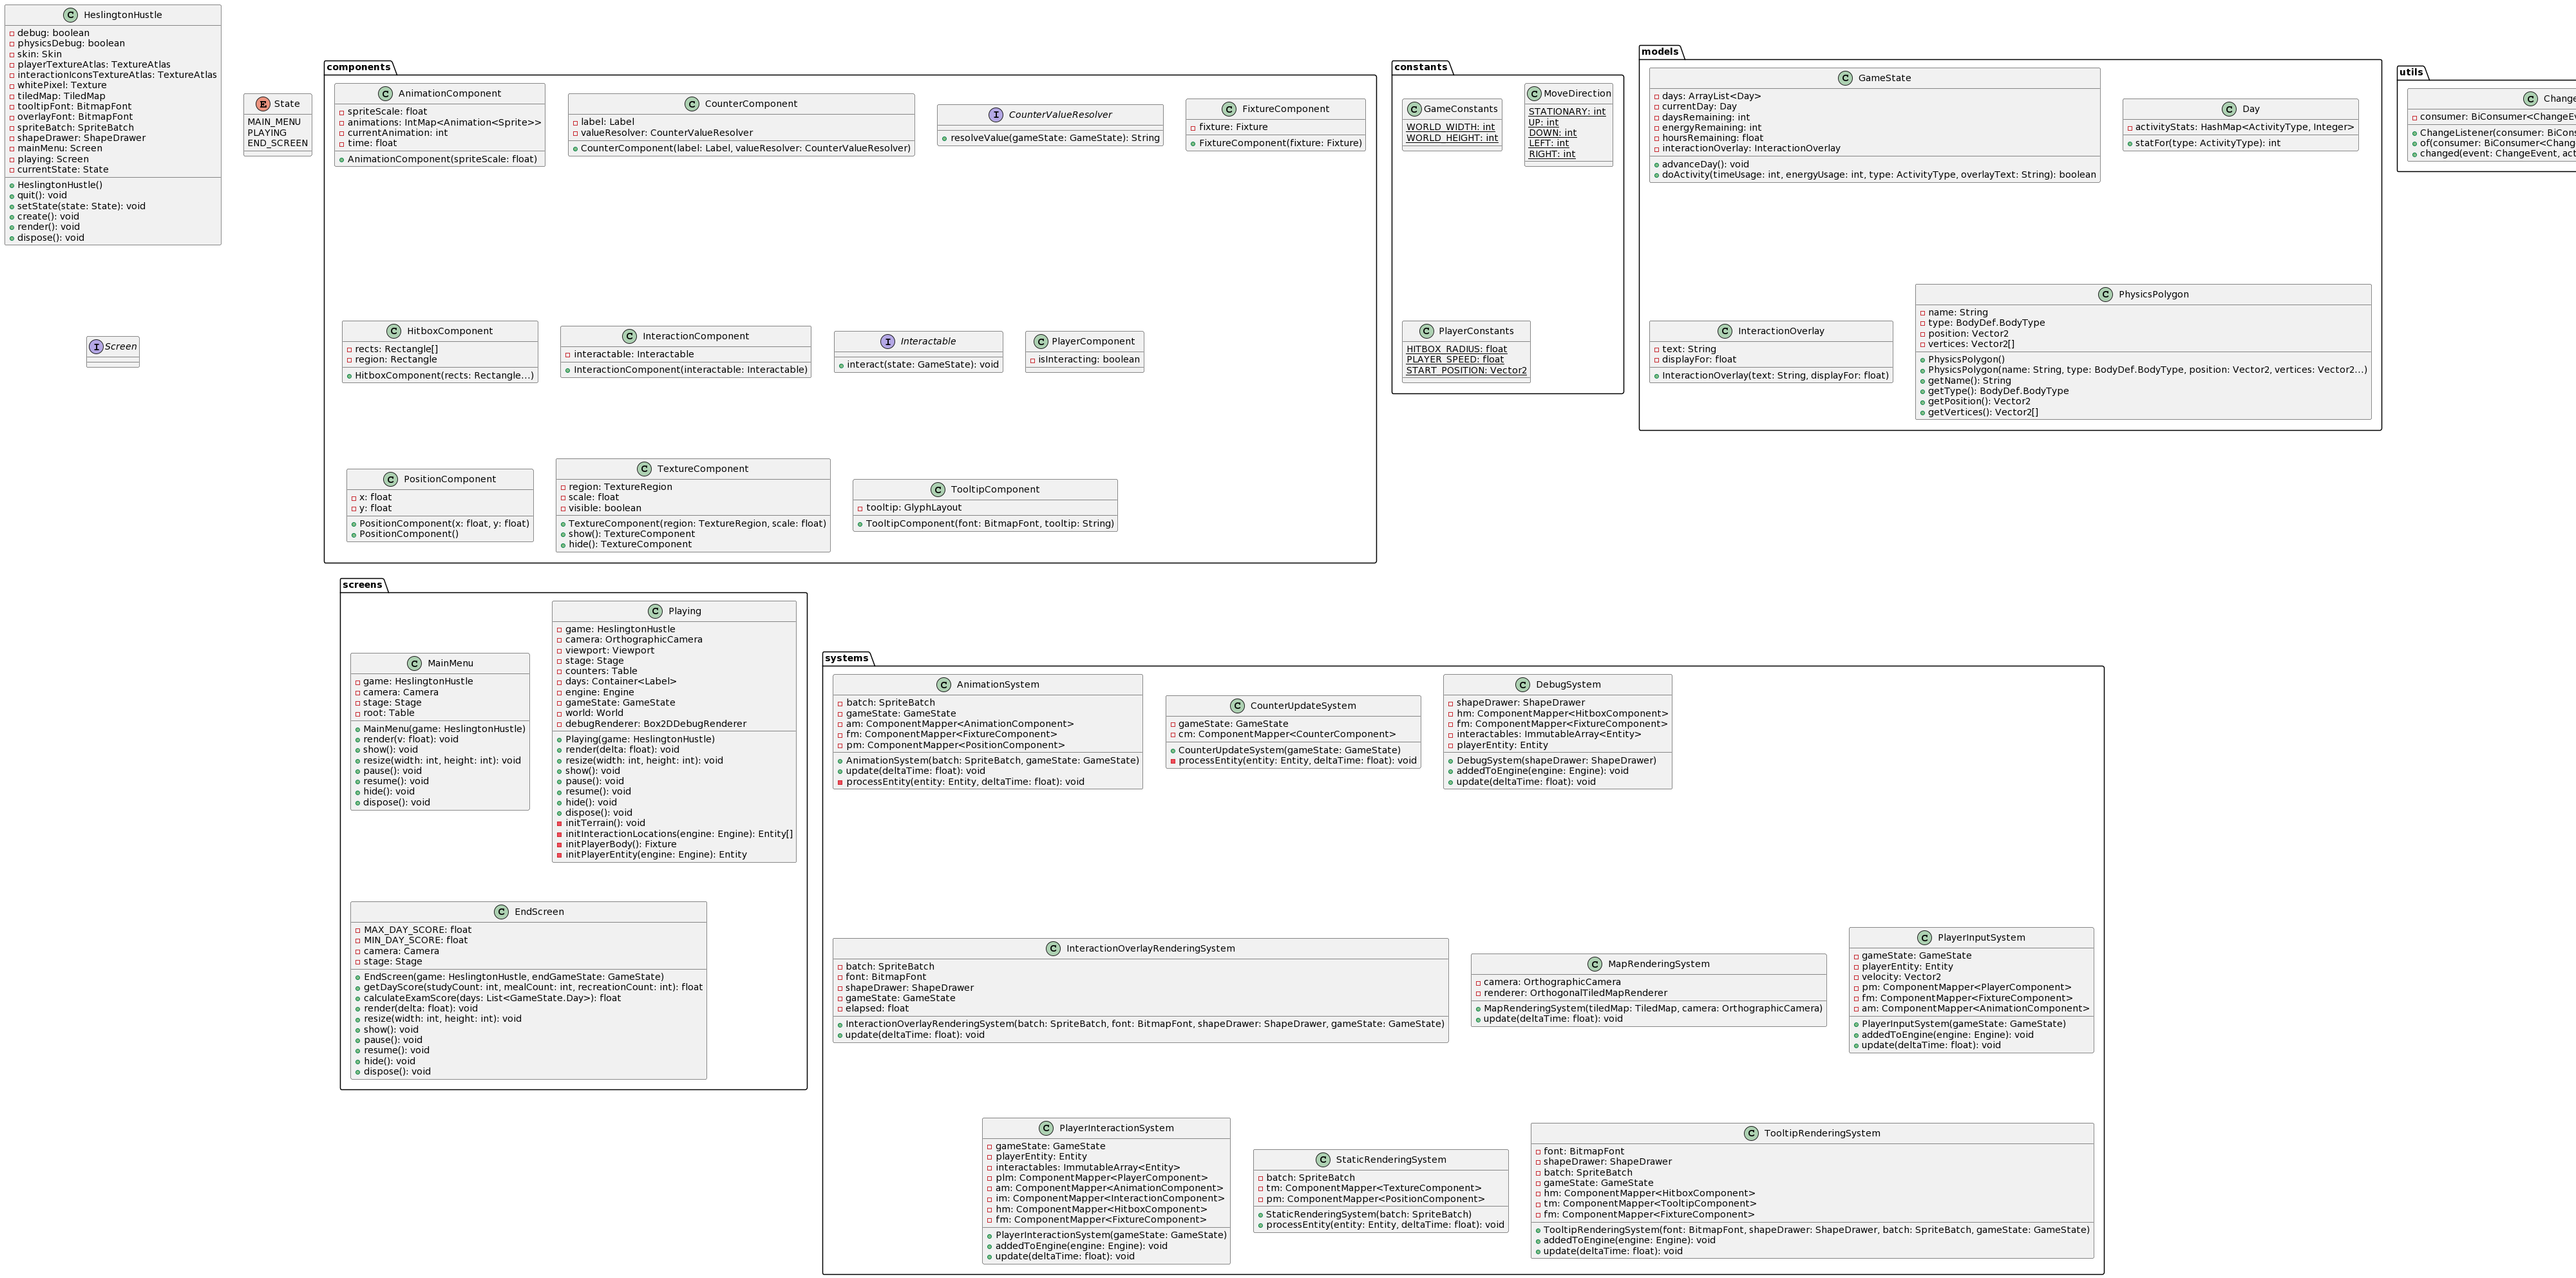 HeslingtonHustle
debug: boolean
physicsDebug: boolean
skin: Skin
playerTextureAtlas: TextureAtlas
interactionIconsTextureAtlas: TextureAtlas
whitePixel: Texture
tiledMap: TiledMap
tooltipFont: BitmapFont
overlayFont: BitmapFont
spriteBatch: SpriteBatch
shapeDrawer: ShapeDrawer
mainMenu: Screen
playing: Screen
currentState: State
HeslingtonHustle()
quit(): void
setState(state: State): void
create(): void
render(): void
dispose(): void
State
MAIN_MENU
PLAYING
END_SCREEN
Screen
components
AnimationComponent
spriteScale: float
animations: IntMap<Animation<Sprite>>
currentAnimation: int
time: float
AnimationComponent(spriteScale: float)
CounterComponent
label: Label
valueResolver: CounterValueResolver
CounterComponent(label: Label, valueResolver: CounterValueResolver)
CounterValueResolver
resolveValue(gameState: GameState): String
FixtureComponent
fixture: Fixture
FixtureComponent(fixture: Fixture)
HitboxComponent
rects: Rectangle[]
region: Rectangle
HitboxComponent(rects: Rectangle...)
InteractionComponent
interactable: Interactable
InteractionComponent(interactable: Interactable)
Interactable
interact(state: GameState): void
PlayerComponent
isInteracting: boolean
PositionComponent
x: float
y: float
PositionComponent(x: float, y: float)
PositionComponent()
TextureComponent
region: TextureRegion
scale: float
visible: boolean
TextureComponent(region: TextureRegion, scale: float)
show(): TextureComponent
hide(): TextureComponent
TooltipComponent
tooltip: GlyphLayout
TooltipComponent(font: BitmapFont, tooltip: String)
constants
GameConstants
WORLD_WIDTH: int
WORLD_HEIGHT: int
MoveDirection
STATIONARY: int
UP: int
DOWN: int
LEFT: int
RIGHT: int
PlayerConstants
HITBOX_RADIUS: float
PLAYER_SPEED: float
START_POSITION: Vector2
models
GameState
days: ArrayList<Day>
currentDay: Day
daysRemaining: int
energyRemaining: int
hoursRemaining: float
interactionOverlay: InteractionOverlay
advanceDay(): void
doActivity(timeUsage: int, energyUsage: int, type: ActivityType, overlayText: String): boolean
Day
activityStats: HashMap<ActivityType, Integer>
statFor(type: ActivityType): int
InteractionOverlay
text: String
displayFor: float
InteractionOverlay(text: String, displayFor: float)
PhysicsPolygon
name: String
type: BodyDef.BodyType
position: Vector2
vertices: Vector2[]
PhysicsPolygon()
PhysicsPolygon(name: String, type: BodyDef.BodyType, position: Vector2, vertices: Vector2...)
getName(): String
getType(): BodyDef.BodyType
getPosition(): Vector2
getVertices(): Vector2[]
utils
Change
consumer: BiConsumer<ChangeEv
ChangeListener(consumer: BiCons
of(consumer: BiConsumer<Chang
changed(event: ChangeEvent, act
screens
MainMenu
game: HeslingtonHustle
camera: Camera
stage: Stage
root: Table
MainMenu(game: HeslingtonHustle)
render(v: float): void
show(): void
resize(width: int, height: int): void
pause(): void
resume(): void
hide(): void
dispose(): void
Playing
game: HeslingtonHustle
camera: OrthographicCamera
viewport: Viewport
stage: Stage
counters: Table
days: Container<Label>
engine: Engine
gameState: GameState
world: World
debugRenderer: Box2DDebugRenderer
Playing(game: HeslingtonHustle)
render(delta: float): void
resize(width: int, height: int): void
show(): void
pause(): void
resume(): void
hide(): void
dispose(): void
initTerrain(): void
initInteractionLocations(engine: Engine): Entity[]
initPlayerBody(): Fixture
initPlayerEntity(engine: Engine): Entity
EndScreen
MAX_DAY_SCORE: float
MIN_DAY_SCORE: float
camera: Camera
stage: Stage
EndScreen(game: HeslingtonHustle, endGameState: GameState)
getDayScore(studyCount: int, mealCount: int, recreationCount: int): float
calculateExamScore(days: List<GameState.Day>): float
render(delta: float): void
resize(width: int, height: int): void
show(): void
pause(): void
resume(): void
hide(): void
dispose(): void
systems
AnimationSystem
batch: SpriteBatch
gameState: GameState
am: ComponentMapper<AnimationComponent>
fm: ComponentMapper<FixtureComponent>
pm: ComponentMapper<PositionComponent>
AnimationSystem(batch: SpriteBatch, gameState: GameState)
update(deltaTime: float): void
processEntity(entity: Entity, deltaTime: float): void
CounterUpdateSystem
gameState: GameState
cm: ComponentMapper<CounterComponent>
CounterUpdateSystem(gameState: GameState)
processEntity(entity: Entity, deltaTime: float): void
DebugSystem
shapeDrawer: ShapeDrawer
hm: ComponentMapper<HitboxComponent>
fm: ComponentMapper<FixtureComponent>
interactables: ImmutableArray<Entity>
playerEntity: Entity
DebugSystem(shapeDrawer: ShapeDrawer)
addedToEngine(engine: Engine): void
update(deltaTime: float): void
InteractionOverlayRenderingSystem
batch: SpriteBatch
font: BitmapFont
shapeDrawer: ShapeDrawer
gameState: GameState
elapsed: float
InteractionOverlayRenderingSystem(batch: SpriteBatch, font: BitmapFont, shapeDrawer: ShapeDrawer, gameState: GameState)
update(deltaTime: float): void
MapRenderingSystem
camera: OrthographicCamera
renderer: OrthogonalTiledMapRenderer
MapRenderingSystem(tiledMap: TiledMap, camera: OrthographicCamera)
update(deltaTime: float): void
PlayerInputSystem
gameState: GameState
playerEntity: Entity
velocity: Vector2
pm: ComponentMapper<PlayerComponent>
fm: ComponentMapper<FixtureComponent>
am: ComponentMapper<AnimationComponent>
PlayerInputSystem(gameState: GameState)
addedToEngine(engine: Engine): void
update(deltaTime: float): void
PlayerInteractionSystem
gameState: GameState
playerEntity: Entity
interactables: ImmutableArray<Entity>
plm: ComponentMapper<PlayerComponent>
am: ComponentMapper<AnimationComponent>
im: ComponentMapper<InteractionComponent>
hm: ComponentMapper<HitboxComponent>
fm: ComponentMapper<FixtureComponent>
PlayerInteractionSystem(gameState: GameState)
addedToEngine(engine: Engine): void
update(deltaTime: float): void
StaticRenderingSystem
batch: SpriteBatch
tm: ComponentMapper<TextureComponent>
pm: ComponentMapper<PositionComponent>
StaticRenderingSystem(batch: SpriteBatch)
processEntity(entity: Entity, deltaTime: float): void
TooltipRenderingSystem
font: BitmapFont
shapeDrawer: ShapeDrawer
batch: SpriteBatch
gameState: GameState
hm: ComponentMapper<HitboxComponent>
tm: ComponentMapper<TooltipComponent>
fm: ComponentMapper<FixtureComponent>
TooltipRenderingSystem(font: BitmapFont, shapeDrawer: ShapeDrawer, batch: SpriteBatch, gameState: GameState)
addedToEngine(engine: Engine): void
update(deltaTime: float): void